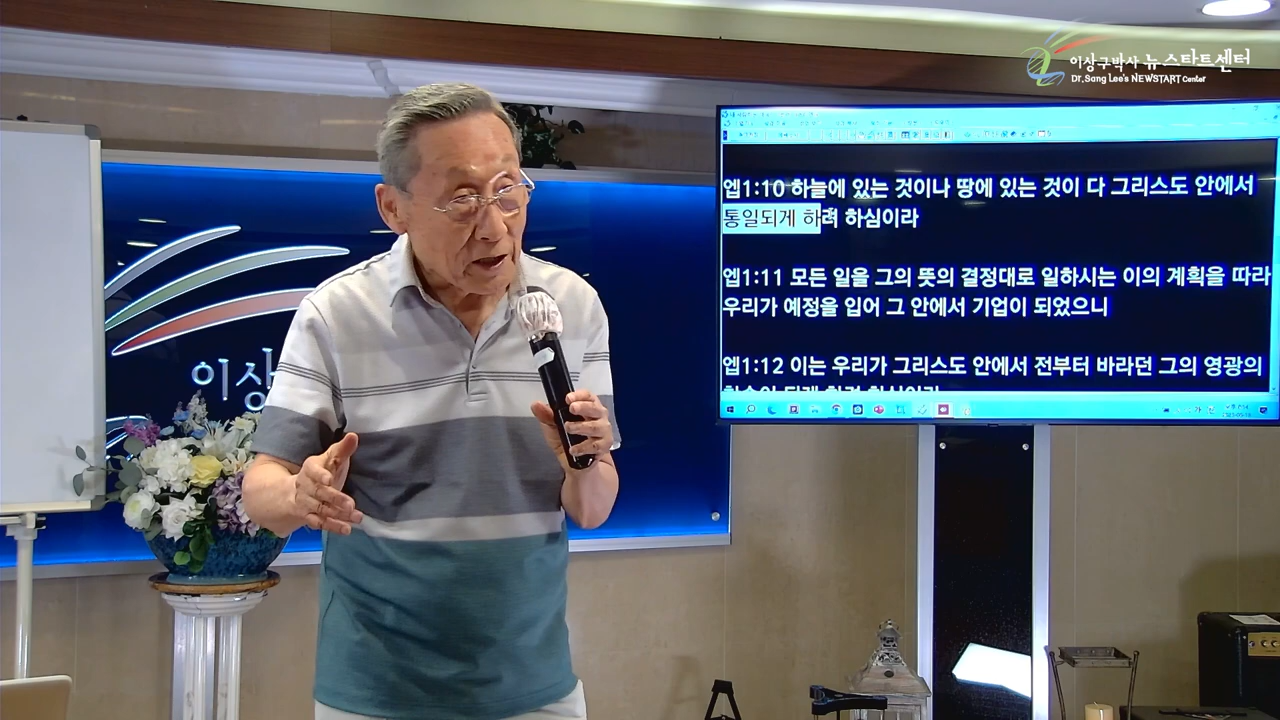 이상구박사 뉴스타트센터
Dr. Sang Lee's NEWSTART Center
엡1:10 하늘에 있는 것이나 땅에 있는 것이 다 그리스도 안에서
통일되게 하려 하심이라
엡1:11 모든 일을 그의 뜻의 결정대로 일하시는 이의 계획을 따라
우리가 예정을 입어 그 안에서 기업이 되었으니
엡1:12 이는 우리가 그리스도 안에서 전부터 바라던 그의 영광의
이상